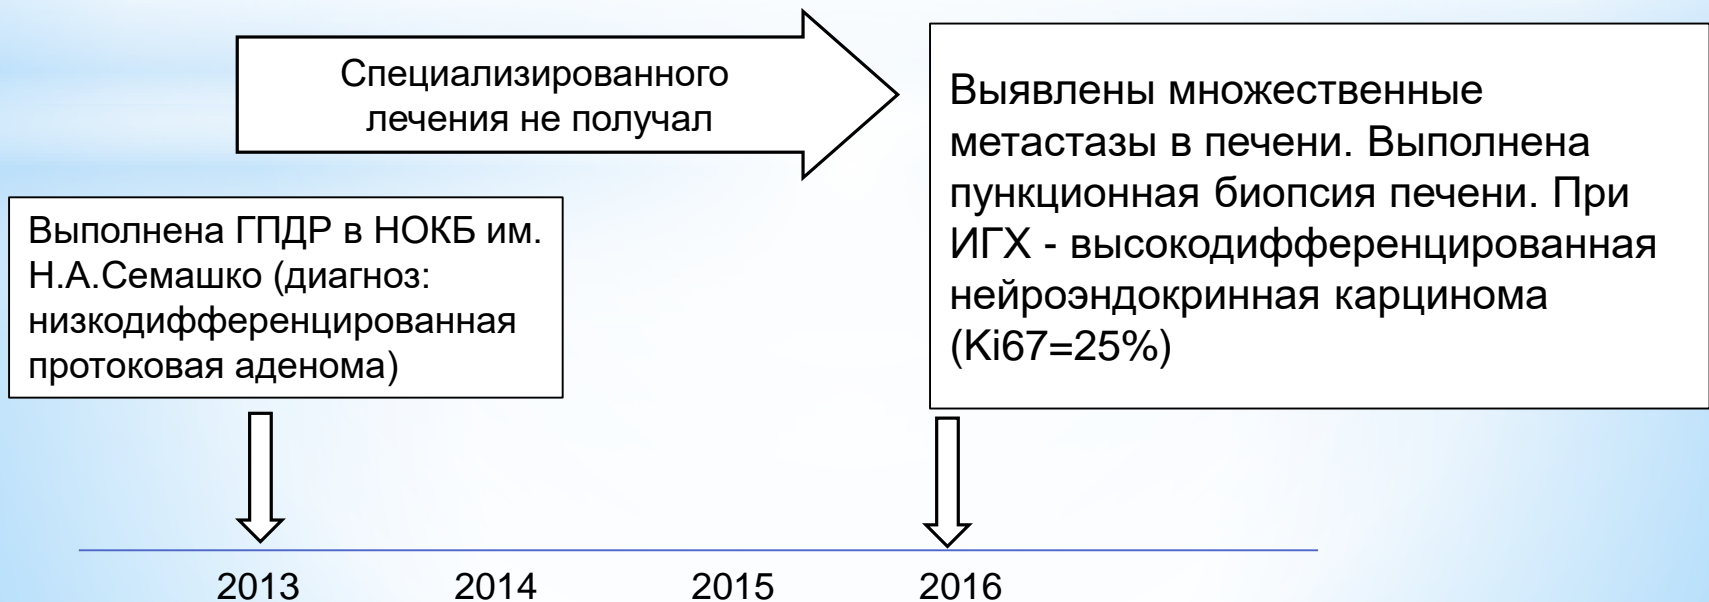 Специализированного
лечения не получал
Выявлены множественные
метастазы в печени. Выполнена
пункционная биопсия печени. При
ИГХ - высокодифференцированная
нейроэндокринная карцинома
(Ki67=25%)
Выполнена ГПДР в НОКБ им.
Н.А.Семашко (диагноз:
низкодифференцированная
протоковая аденома)
2013 2014 2015 2016